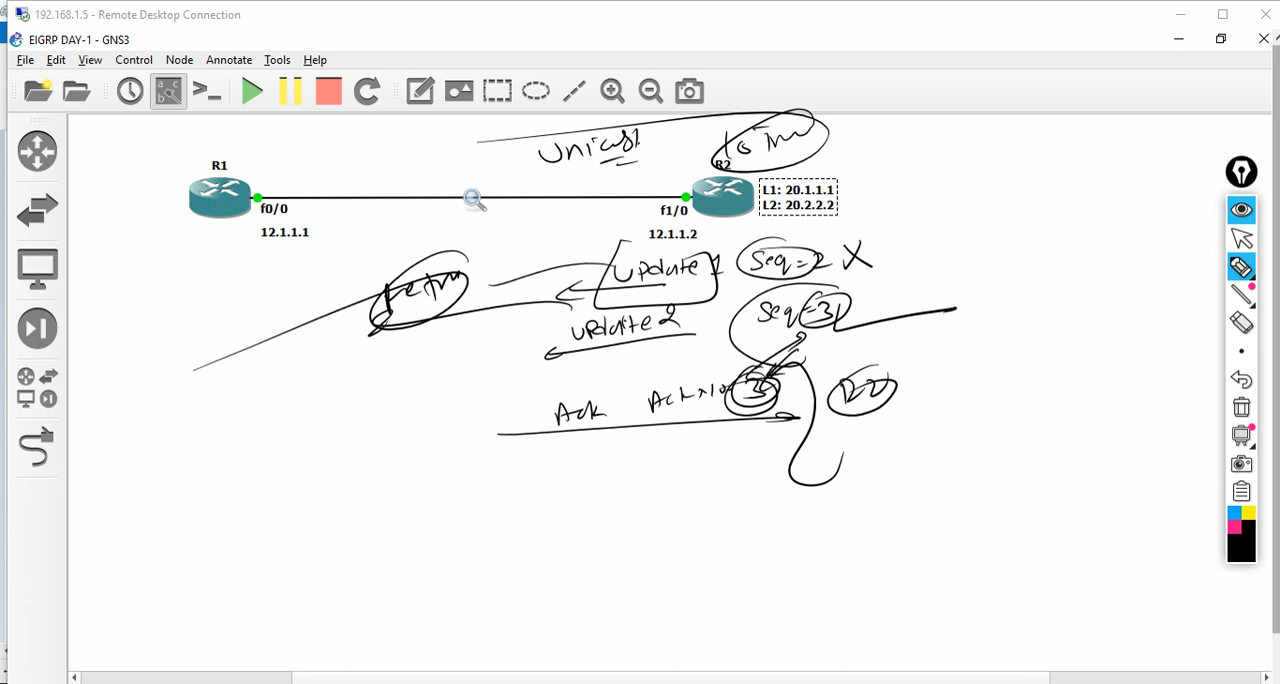 192.168.1.5 - Remote Desktop Connection
EIGRP DAY-1 - GNS3
File Edit View Control Node Annotate Tools Help
Unicast
R1
R2
L1: 20.1.1.1
L2: 20.2.2.2
f0/0
f1/0
12.1.1.1
12.1.1.2
Update 1 Seq=2 X
Update 2 Seq=3
Ack Ack 3